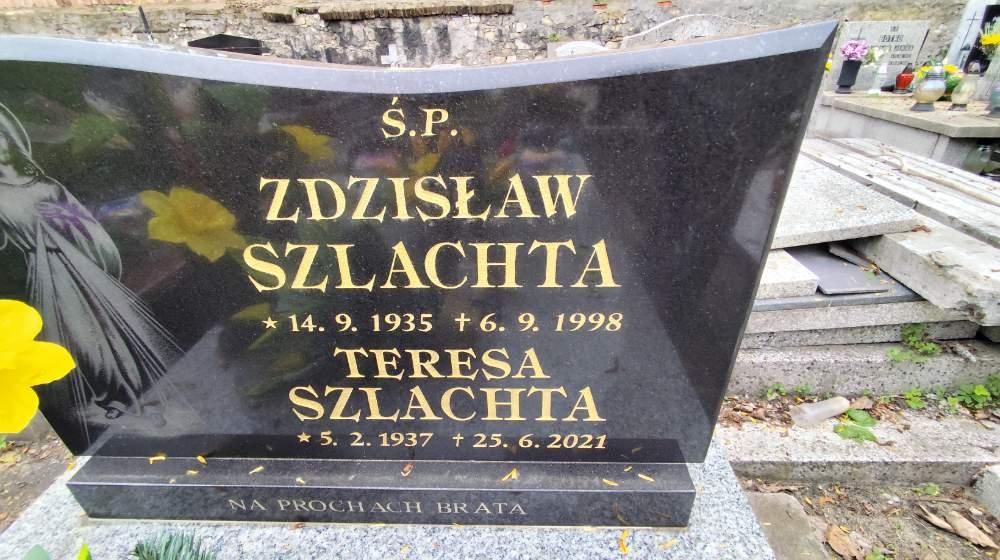 Ś.P.
ZDZISŁAW
SZLACHTA
★ 14. 9. 1935 ✝ 6. 9. 1998
TERESA
SZLACHTA
★ 5. 2. 1937 ✝ 25. 6. 2021
NA PROCHACH BRATA